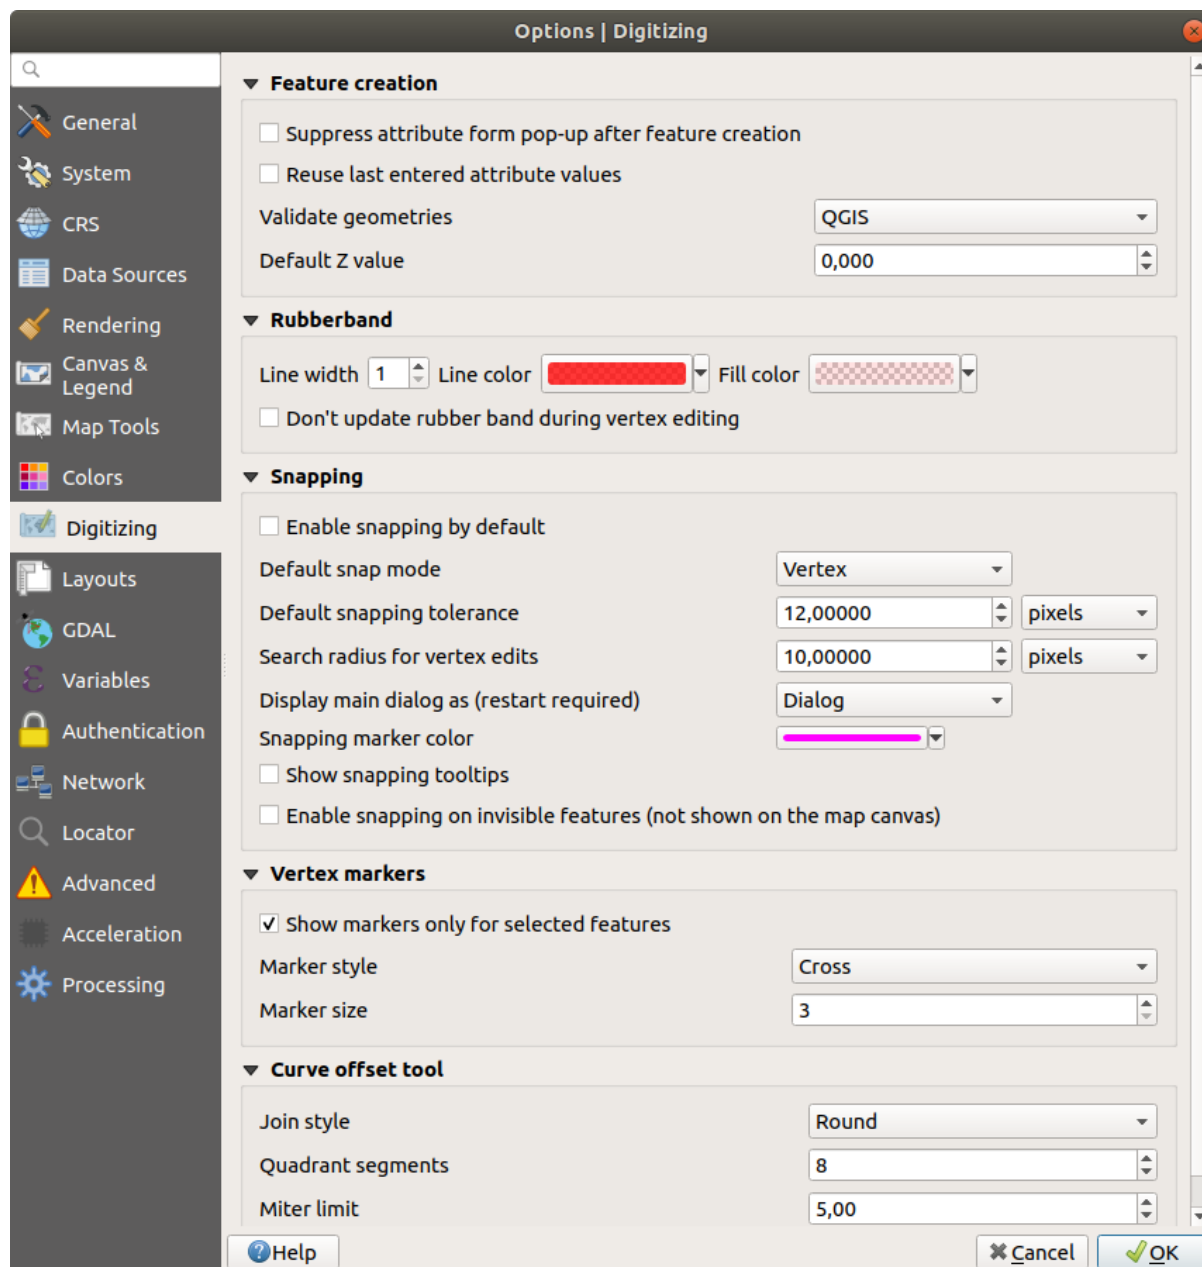 Options | Digitizing
General
System
CRS
Data Sources
Rendering
Canvas &
Legend
Map Tools
Colors
Digitizing
Layouts
GDAL
Variables
Authentication
Network
Locator
Advanced
Acceleration
Processing
Feature creation
Suppress attribute form pop-up after feature creation
Reuse last entered attribute values
Validate geometries QGIS
Default Z value 0,000
Rubberband
Line width 1 Line color Fill color
Don't update rubber band during vertex editing
Snapping
Enable snapping by default
Default snap mode Vertex
Default snapping tolerance 12,00000 pixels
Search radius for vertex edits 10,00000 pixels
Display main dialog as (restart required) Dialog
Snapping marker color
Show snapping tooltips
Enable snapping on invisible features (not shown on the map canvas)
Vertex markers
Show markers only for selected features
Marker style Cross
Marker size 3
Curve offset tool
Join style Round
Quadrant segments 8
Miter limit 5,00
Help Cancel OK